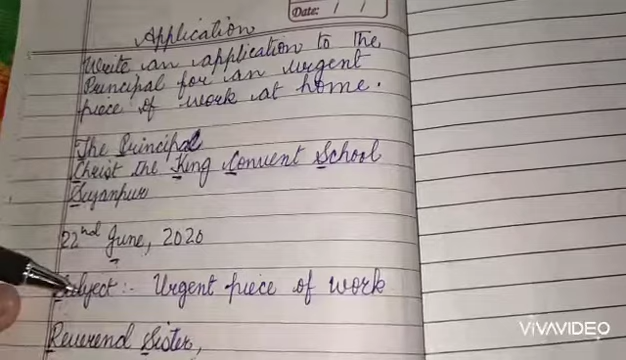 Date: / /
Application
Write an application to the
Principal for an urgent
piece of work at home.
The Principal
Christ the King Convent School
22nd June, 2020
Subject :- Urgent piece of work
Reverend Sister,
VIVAVIDEO